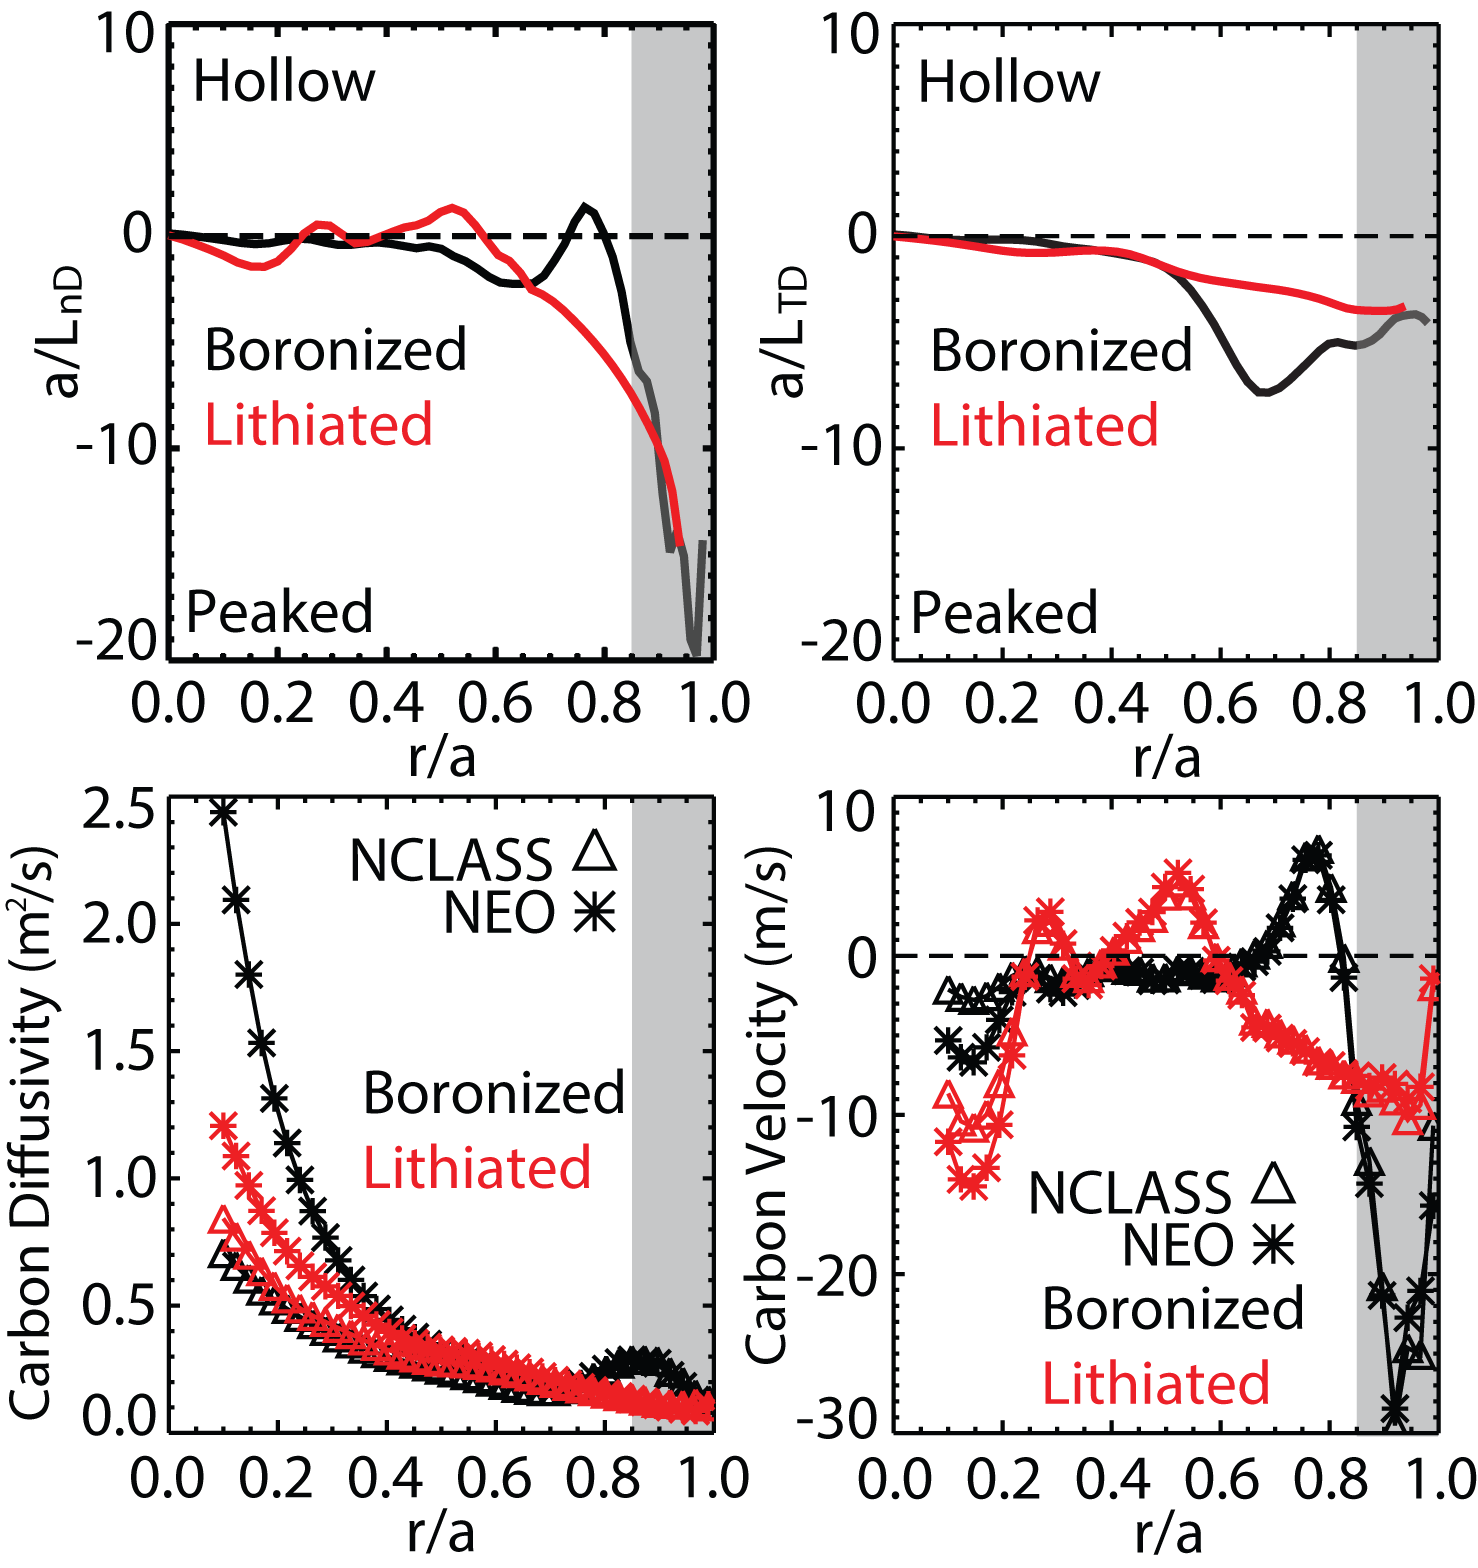 10
Hollow
0
a/LnD
Boronized
Lithiated
-10
Peaked
-20
0.0 0.2 0.4 0.6 0.8 1.0
r/a
10
Hollow
0
a/LTD
Boronized
Lithiated
-10
Peaked
-20
0.0 0.2 0.4 0.6 0.8 1.0
r/a
2.5
NCLASS
NEO
2.0
1.5
Boronized
Lithiated
1.0
0.5
0.0
Carbon Diffusivity (m²/s)
0.0 0.2 0.4 0.6 0.8 1.0
r/a
10
0
-10
NCLASS
NEO
-20
Boronized
Lithiated
-30
Carbon Velocity (m/s)
0.0 0.2 0.4 0.6 0.8 1.0
r/a